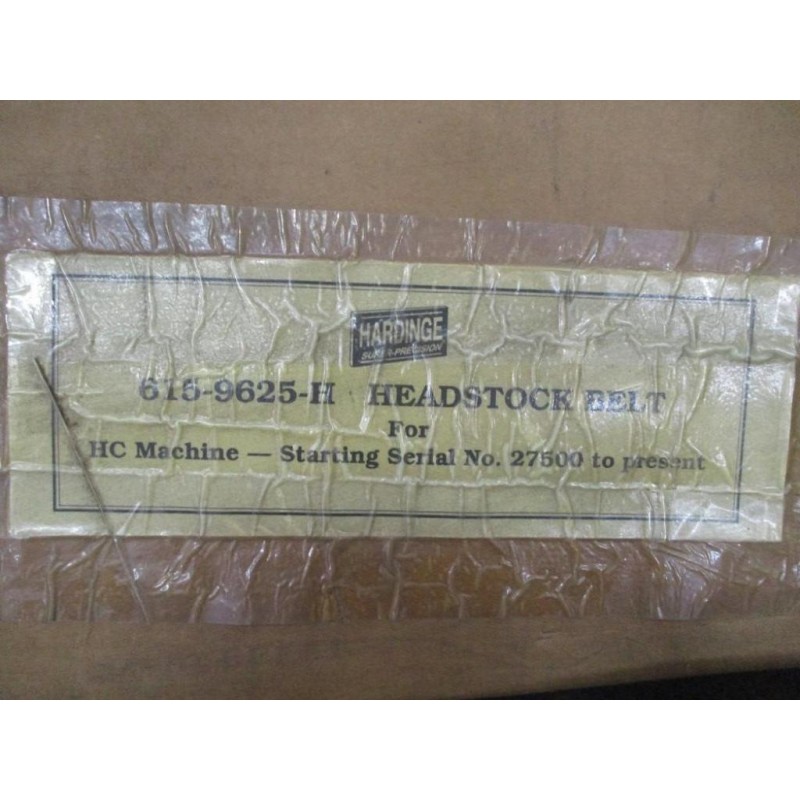 HARDINGE
SUPER-PRECISION
615-9625-H HEADSTOCK BELT
For
HC Machine — Starting Serial No. 27500 to present